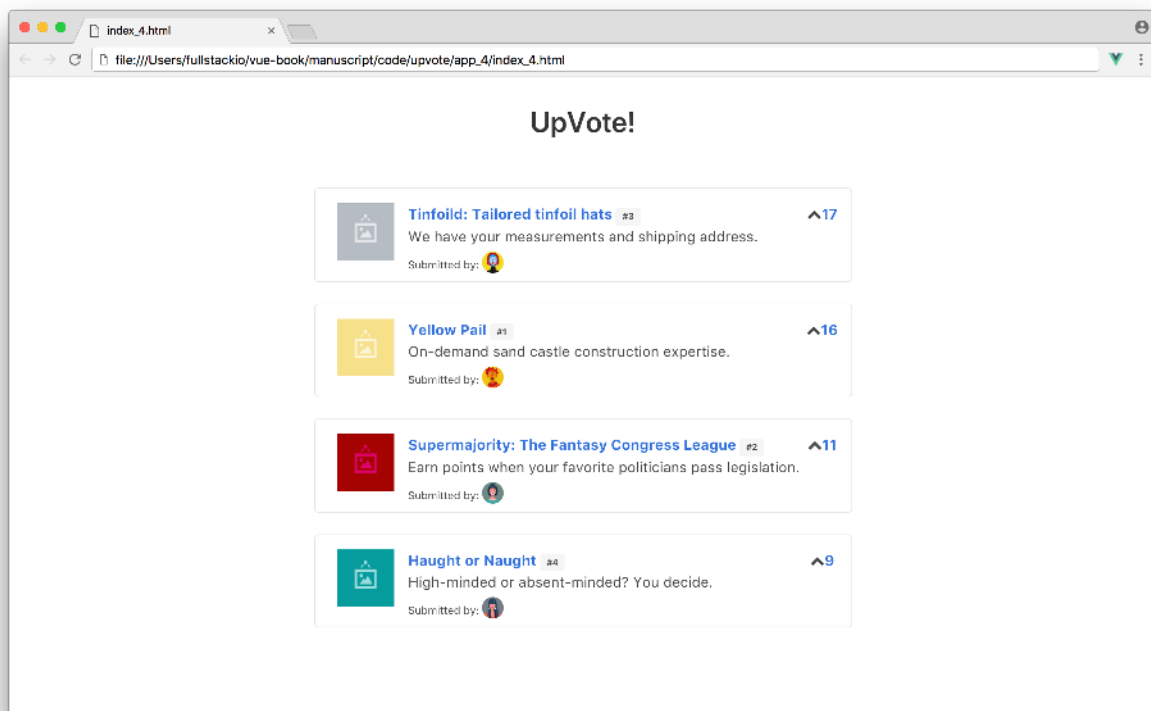 index_4.html
file:///Users/fullstackio/vue-book/manuscript/code/upvote/app_4/index_4.html
UpVote!
Tinfoild: Tailored tinfoil hats #3 17
We have your measurements and shipping address.
Submitted by:
Yellow Pail #1 16
On-demand sand castle construction expertise.
Submitted by:
Supermajority: The Fantasy Congress League #2 11
Earn points when your favorite politicians pass legislation.
Submitted by:
Haught or Naught #4 9
High-minded or absent-minded? You decide.
Submitted by: